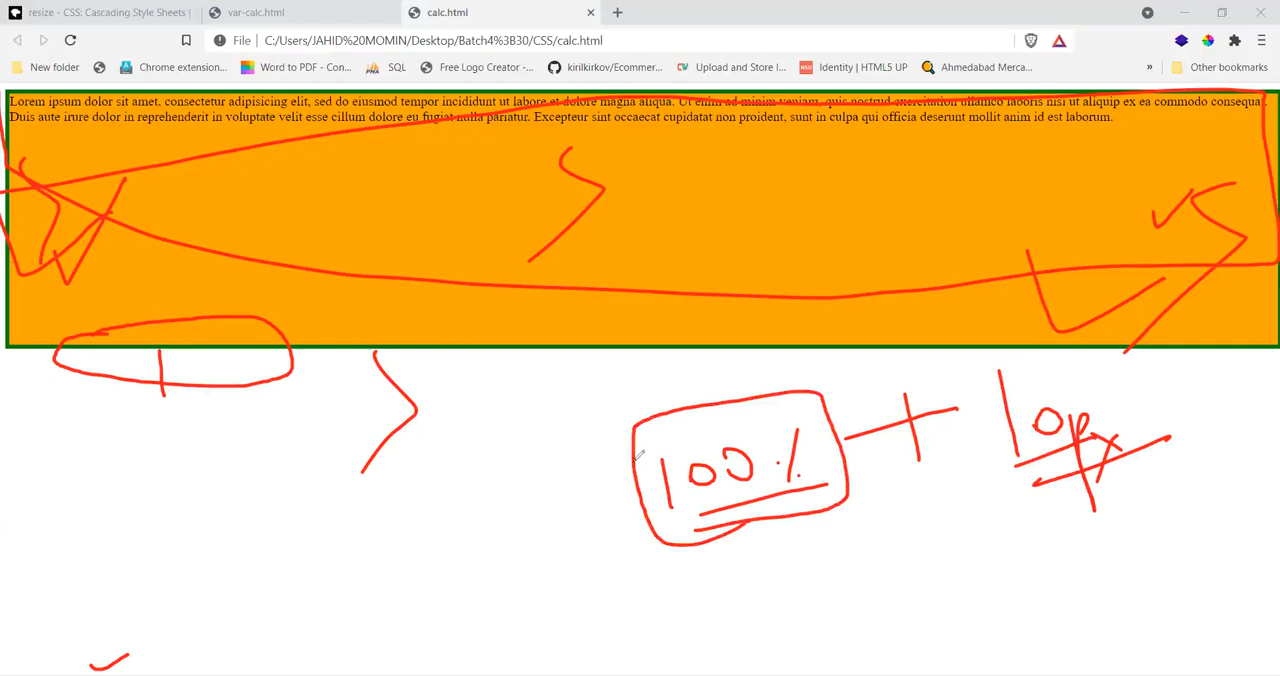 resize - CSS: Cascading Style Sheets |
var-calc.html
calc.html
File C:/Users/JAHID%20MOMIN/Desktop/Batch4%3B30/CSS/calc.html
New folder
Chrome extension...
Word to PDF - Con...
SQL
Free Logo Creator -...
kirilkirkov/Ecommer...
Upload and Store I...
Identity | HTML5 UP
Ahmedabad Merca...
»
Other bookmarks
Lorem ipsum dolor sit amet, consectetur adipisicing elit, sed do eiusmod tempor incididunt ut labore et dolore magna aliqua. Ut enim ad minim veniam, quis nostrud exercitation ullamco laboris nisi ut aliquip ex ea commodo consequat.
Duis aute irure dolor in reprehenderit in voluptate velit esse cillum dolore eu fugiat nulla pariatur. Excepteur sint occaecat cupidatat non proident, sunt in culpa qui officia deserunt mollit anim id est laborum.
100% + 10px